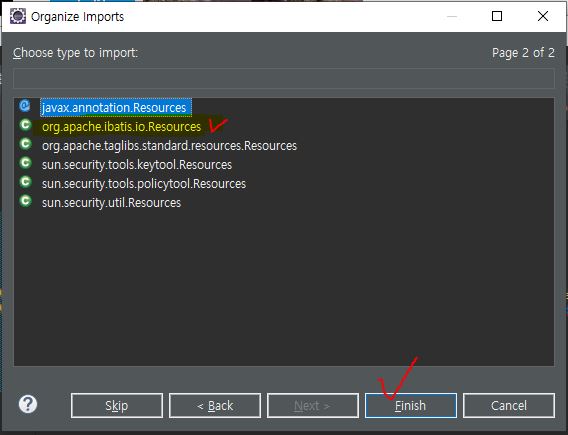 Organize Imports
Choose type to import:
Page 2 of 2
javax.annotation.Resources
org.apache.ibatis.io.Resources
org.apache.taglibs.standard.resources.Resources
sun.security.tools.keytool.Resources
sun.security.tools.policytool.Resources
sun.security.util.Resources
Skip
< Back
Next >
Finish
Cancel